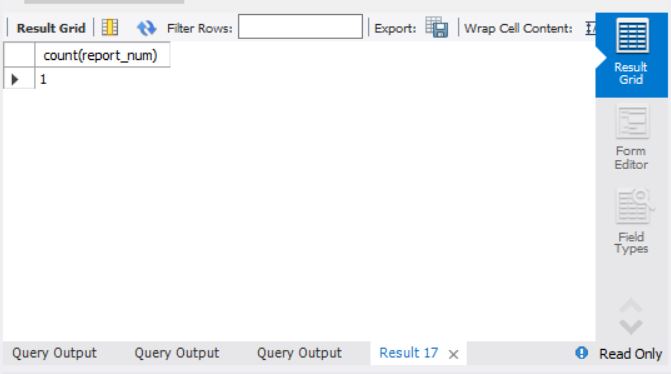 Result Grid Filter Rows: Export: Wrap Cell Content:
count(report_num)
1
Result
Grid
Form
Editor
Field
Types
Query Output Query Output Query Output Result 17 × Read Only